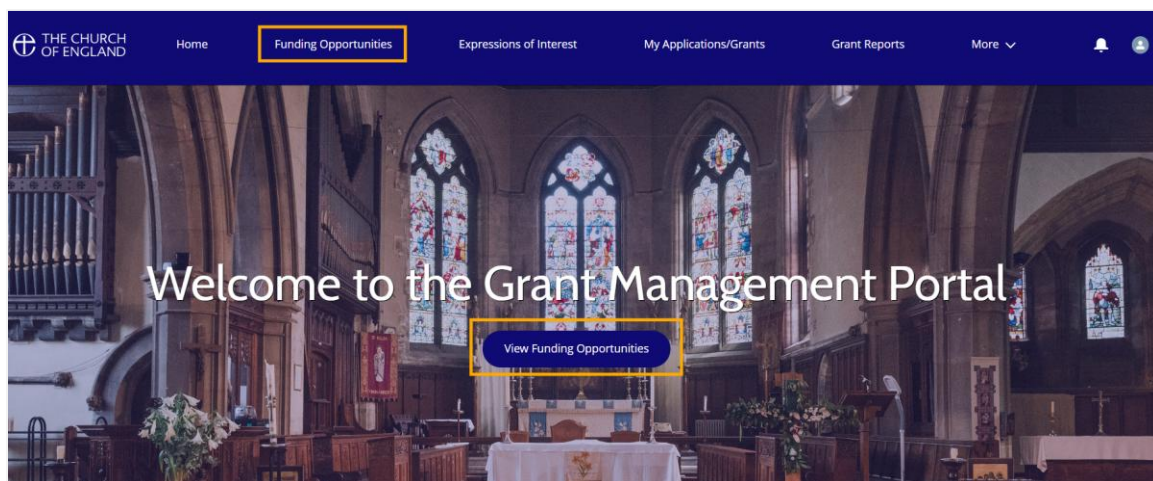 THE CHURCH
OF ENGLAND
Home
Funding Opportunities
Expressions of Interest
My Applications/Grants
Grant Reports
More
Welcome to the Grant Management Portal
View Funding Opportunities